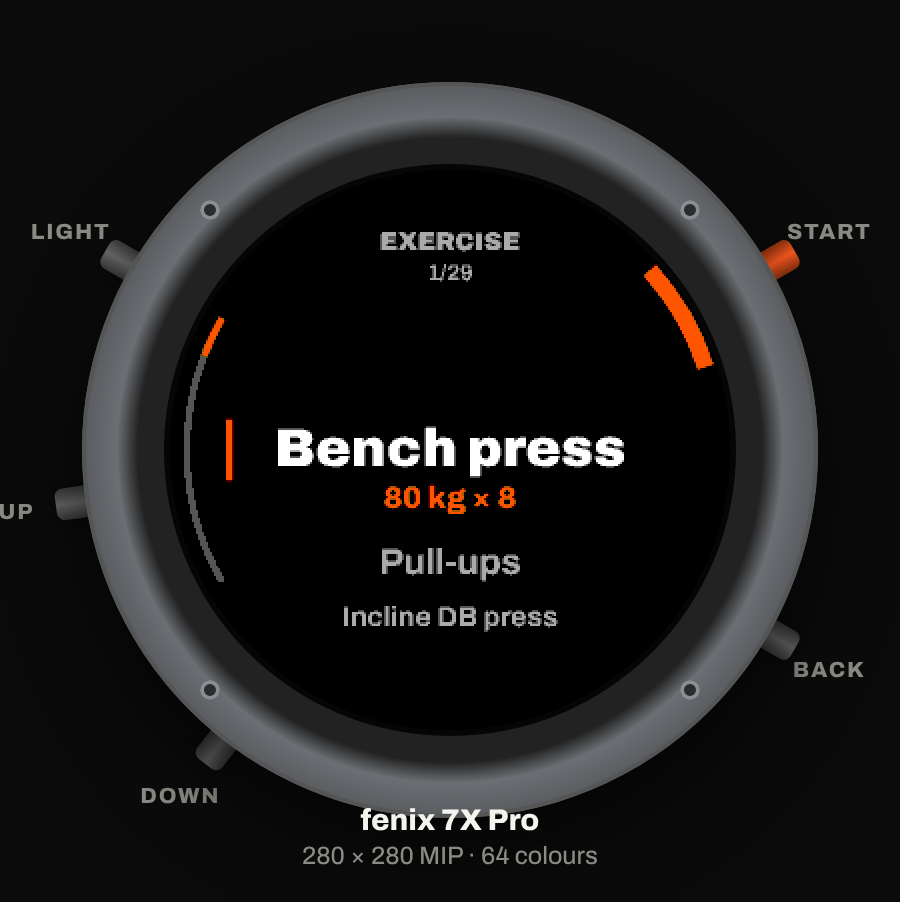 LIGHT
START
EXERCISE
1/29
Bench press
80 kg × 8
UP
Pull-ups
Incline DB press
BACK
DOWN
fenix 7X Pro
280 × 280 MIP · 64 colours